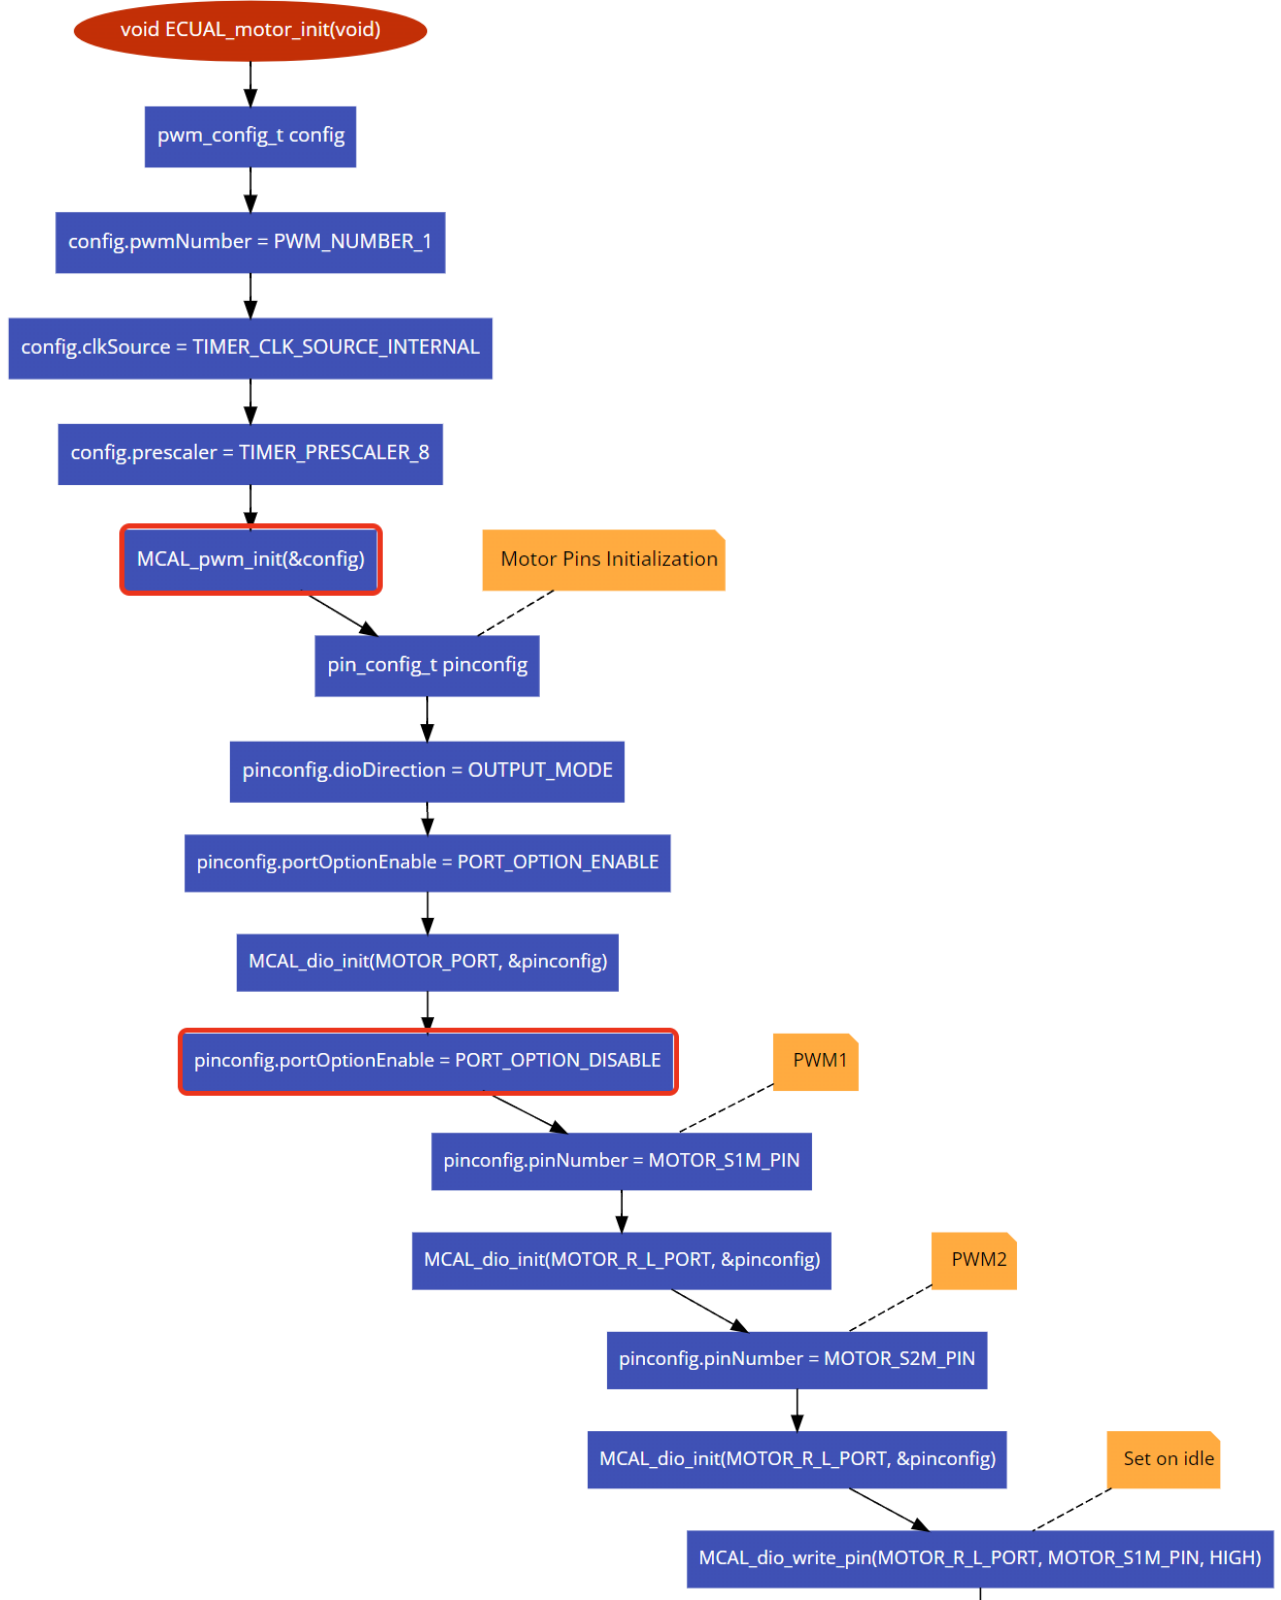 void ECUAL_motor_init(void)
pwm_config_t config
config.pwmNumber = PWM_NUMBER_1
config.clkSource = TIMER_CLK_SOURCE_INTERNAL
config.prescaler = TIMER_PRESCALER_8
MCAL_pwm_init(&config)
Motor Pins Initialization
pin_config_t pinconfig
pinconfig.dioDirection = OUTPUT_MODE
pinconfig.portOptionEnable = PORT_OPTION_ENABLE
MCAL_dio_init(MOTOR_PORT, &pinconfig)
pinconfig.portOptionEnable = PORT_OPTION_DISABLE
PWM1
pinconfig.pinNumber = MOTOR_S1M_PIN
MCAL_dio_init(MOTOR_R_L_PORT, &pinconfig)
PWM2
pinconfig.pinNumber = MOTOR_S2M_PIN
MCAL_dio_init(MOTOR_R_L_PORT, &pinconfig)
Set on idle
MCAL_dio_write_pin(MOTOR_R_L_PORT, MOTOR_S1M_PIN, HIGH)